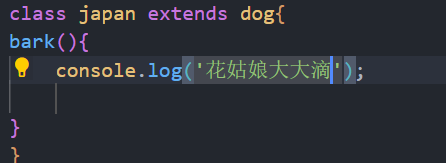 class japan extends dog{
bark(){
console.log('花姑娘大大滴');
}
}